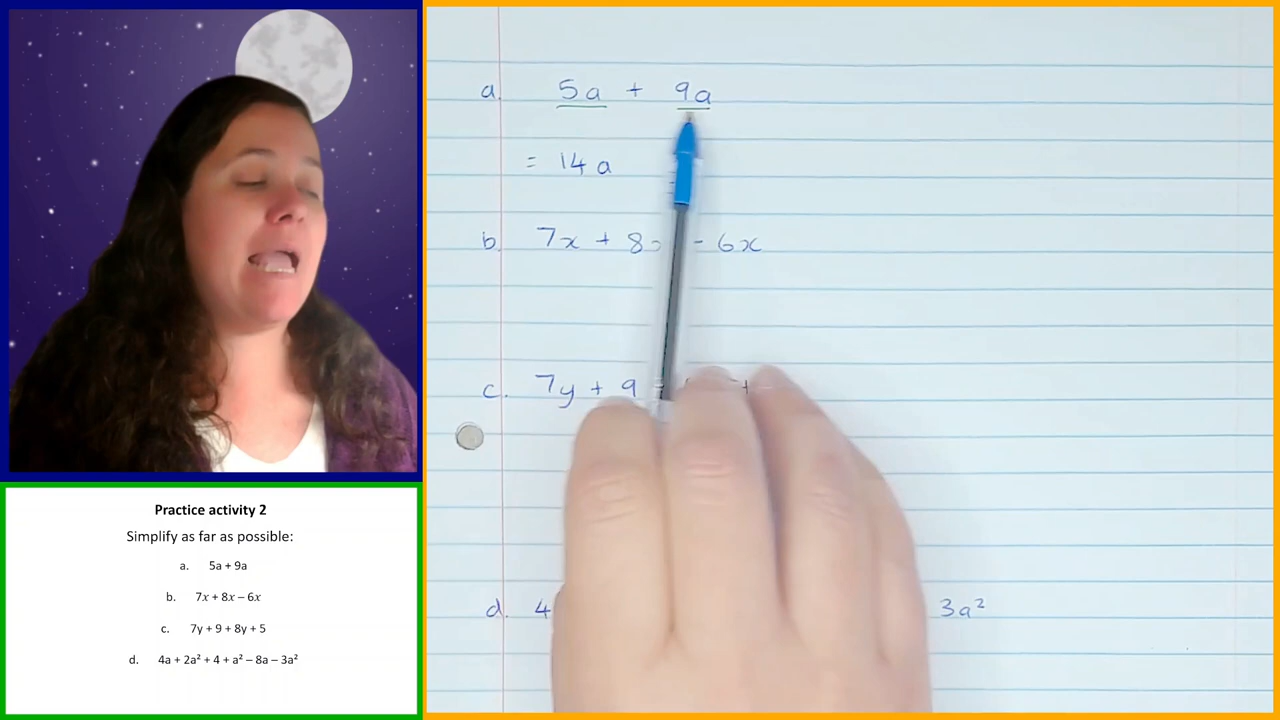 Practice activity 2
Simplify as far as possible:
a. 5a + 9a
b. 7x + 8x – 6x
c. 7y + 9 + 8y + 5
d. 4a + 2a² + 4 + a² – 8a – 3a²
a. 5a + 9a
= 14a
b. 7x + 8 - 6x
c. 7y + 9 +
d. 4 3a²